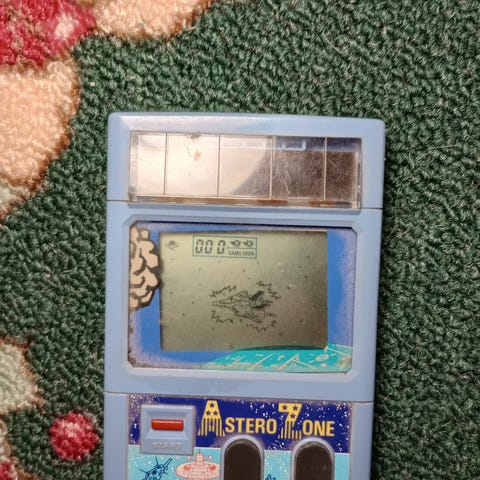 000
GAME OVER
ASTERO ZONE
START